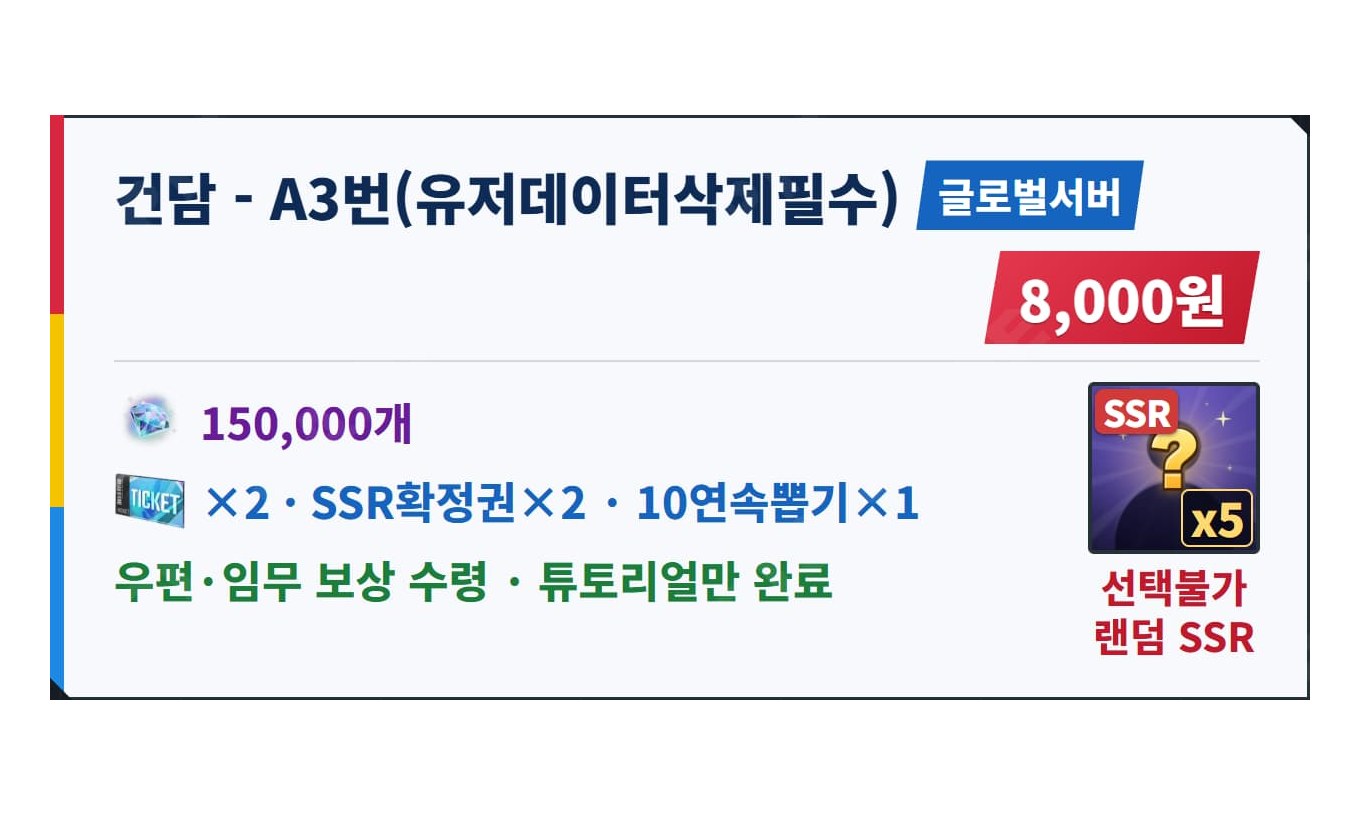 건담 - A3번(유저데이터삭제필수) 글로벌서버
8,000원
150,000개
TICKET ×2 · SSR확정권×2 · 10연속뽑기×1
우편·임무 보상 수령 · 튜토리얼만 완료
SSR
?
x5
선택불가
랜덤 SSR